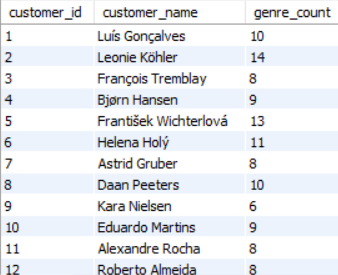 customer_id customer_name genre_count
1 Luís Gonçalves 10
2 Leonie Köhler 14
3 François Tremblay 8
4 Bjørn Hansen 9
5 František Wichterlová 13
6 Helena Holý 11
7 Astrid Gruber 8
8 Daan Peeters 10
9 Kara Nielsen 6
10 Eduardo Martins 9
11 Alexandre Rocha 8
12 Roberto Almeida 8